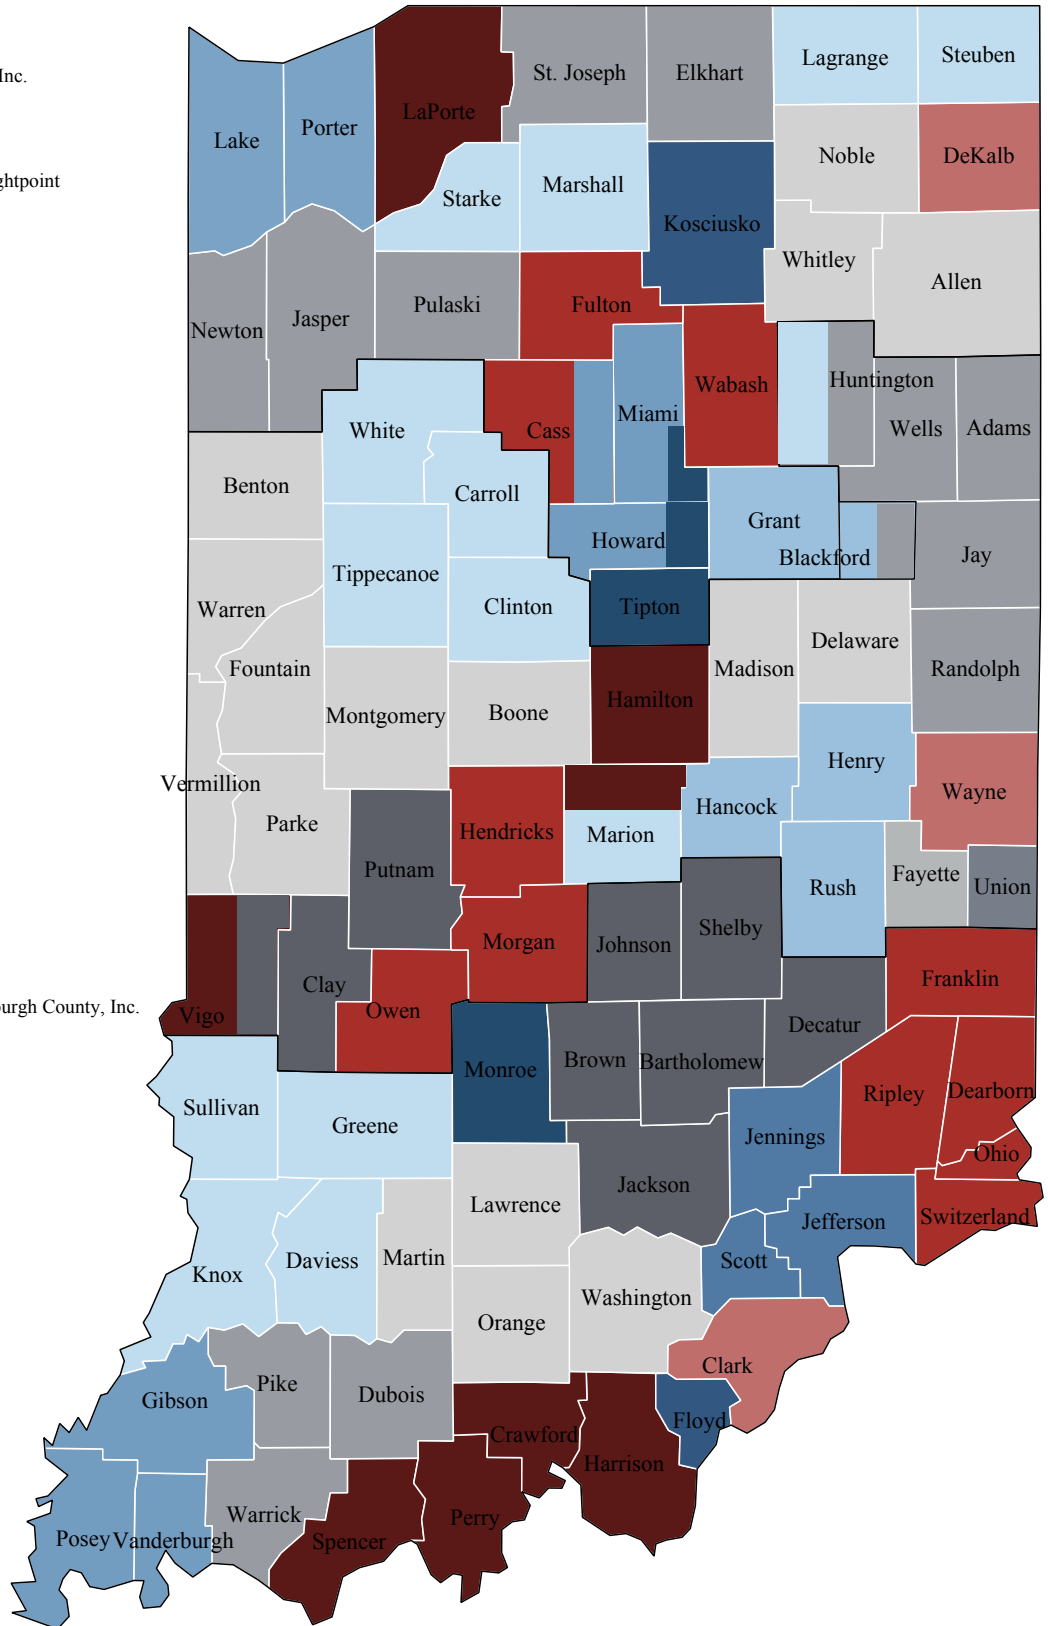 Inc.
ghtpoint
burgh County, Inc.
Lagrange
Steuben
St. Joseph
Elkhart
LaPorte
Porter
Lake
Noble
DeKalb
Starke
Marshall
Kosciusko
Whitley
Allen
Newton
Jasper
Pulaski
Fulton
Wabash
Huntington
Wells
Adams
White
Cass
Miami
Benton
Carroll
Grant
Howard
Blackford
Jay
Tippecanoe
Clinton
Tipton
Warren
Fountain
Delaware
Madison
Randolph
Montgomery
Boone
Hamilton
Henry
Vermillion
Wayne
Hancock
Parke
Hendricks
Marion
Putnam
Rush
Fayette
Union
Shelby
Morgan
Johnson
Clay
Franklin
Owen
Vigo
Decatur
Monroe
Brown
Bartholomew
Ripley
Dearborn
Sullivan
Greene
Jennings
Ohio
Jackson
Lawrence
Jefferson
Switzerland
Knox
Daviess
Martin
Scott
Washington
Orange
Clark
Pike
Dubois
Gibson
Floyd
Crawford
Harrison
Warrick
Perry
Posey
Vanderburgh
Spencer